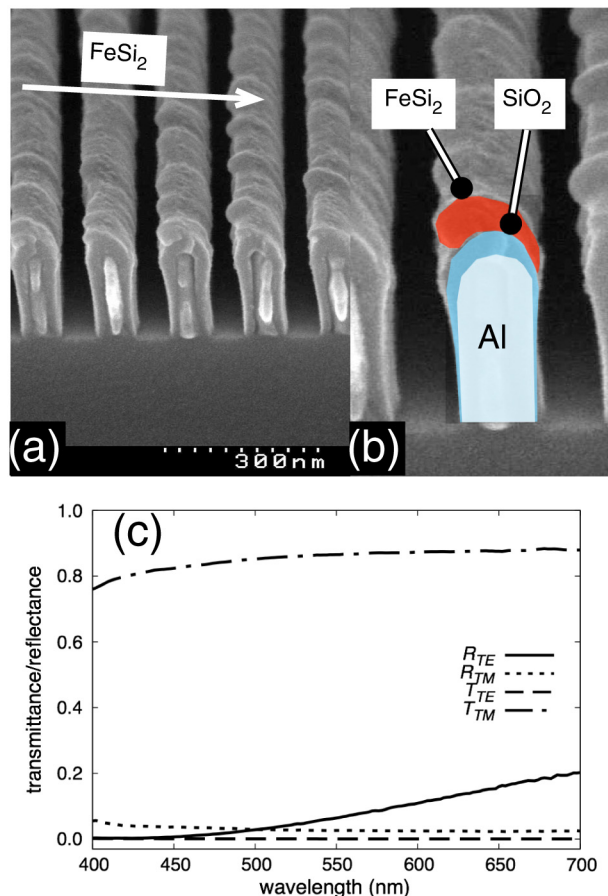 FeSi2
(a)
300nm
FeSi2
SiO2
Al
(b)
(c)
transmittance/reflectance
1.0
0.8
0.6
0.4
0.2
0.0
RTE
RTM
TTE
TTM
400
450
500
550
600
650
700
wavelength (nm)